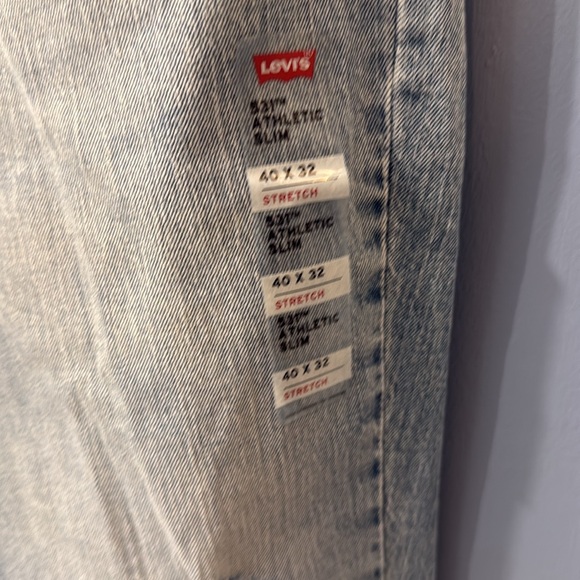 Levi's
531™
ATHLETIC
SLIM
40 X 32
STRETCH
531™
ATHLETIC
SLIM
40 X 32
STRETCH
531™
ATHLETIC
SLIM
40 X 32
STRETCH